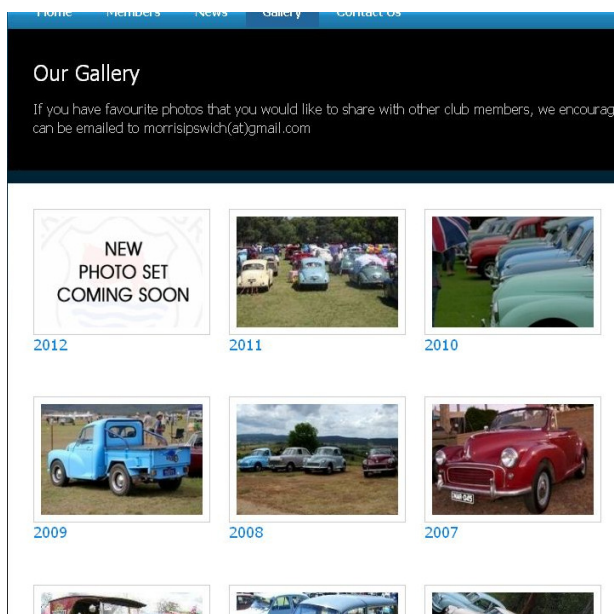 Home Members News Gallery Contact Us
Our Gallery
If you have favourite photos that you would like to share with other club members, we encourag
can be emailed to morrisipswich(at)gmail.com
NEW
PHOTO SET
COMING SOON
2012 2011 2010
2009 2008 2007